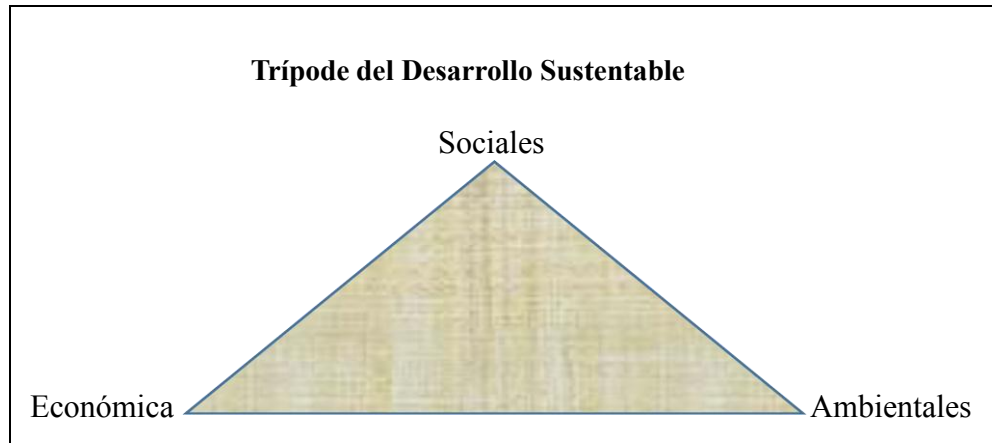 Trípode del Desarrollo Sustentable
Sociales
Económica
Ambientales